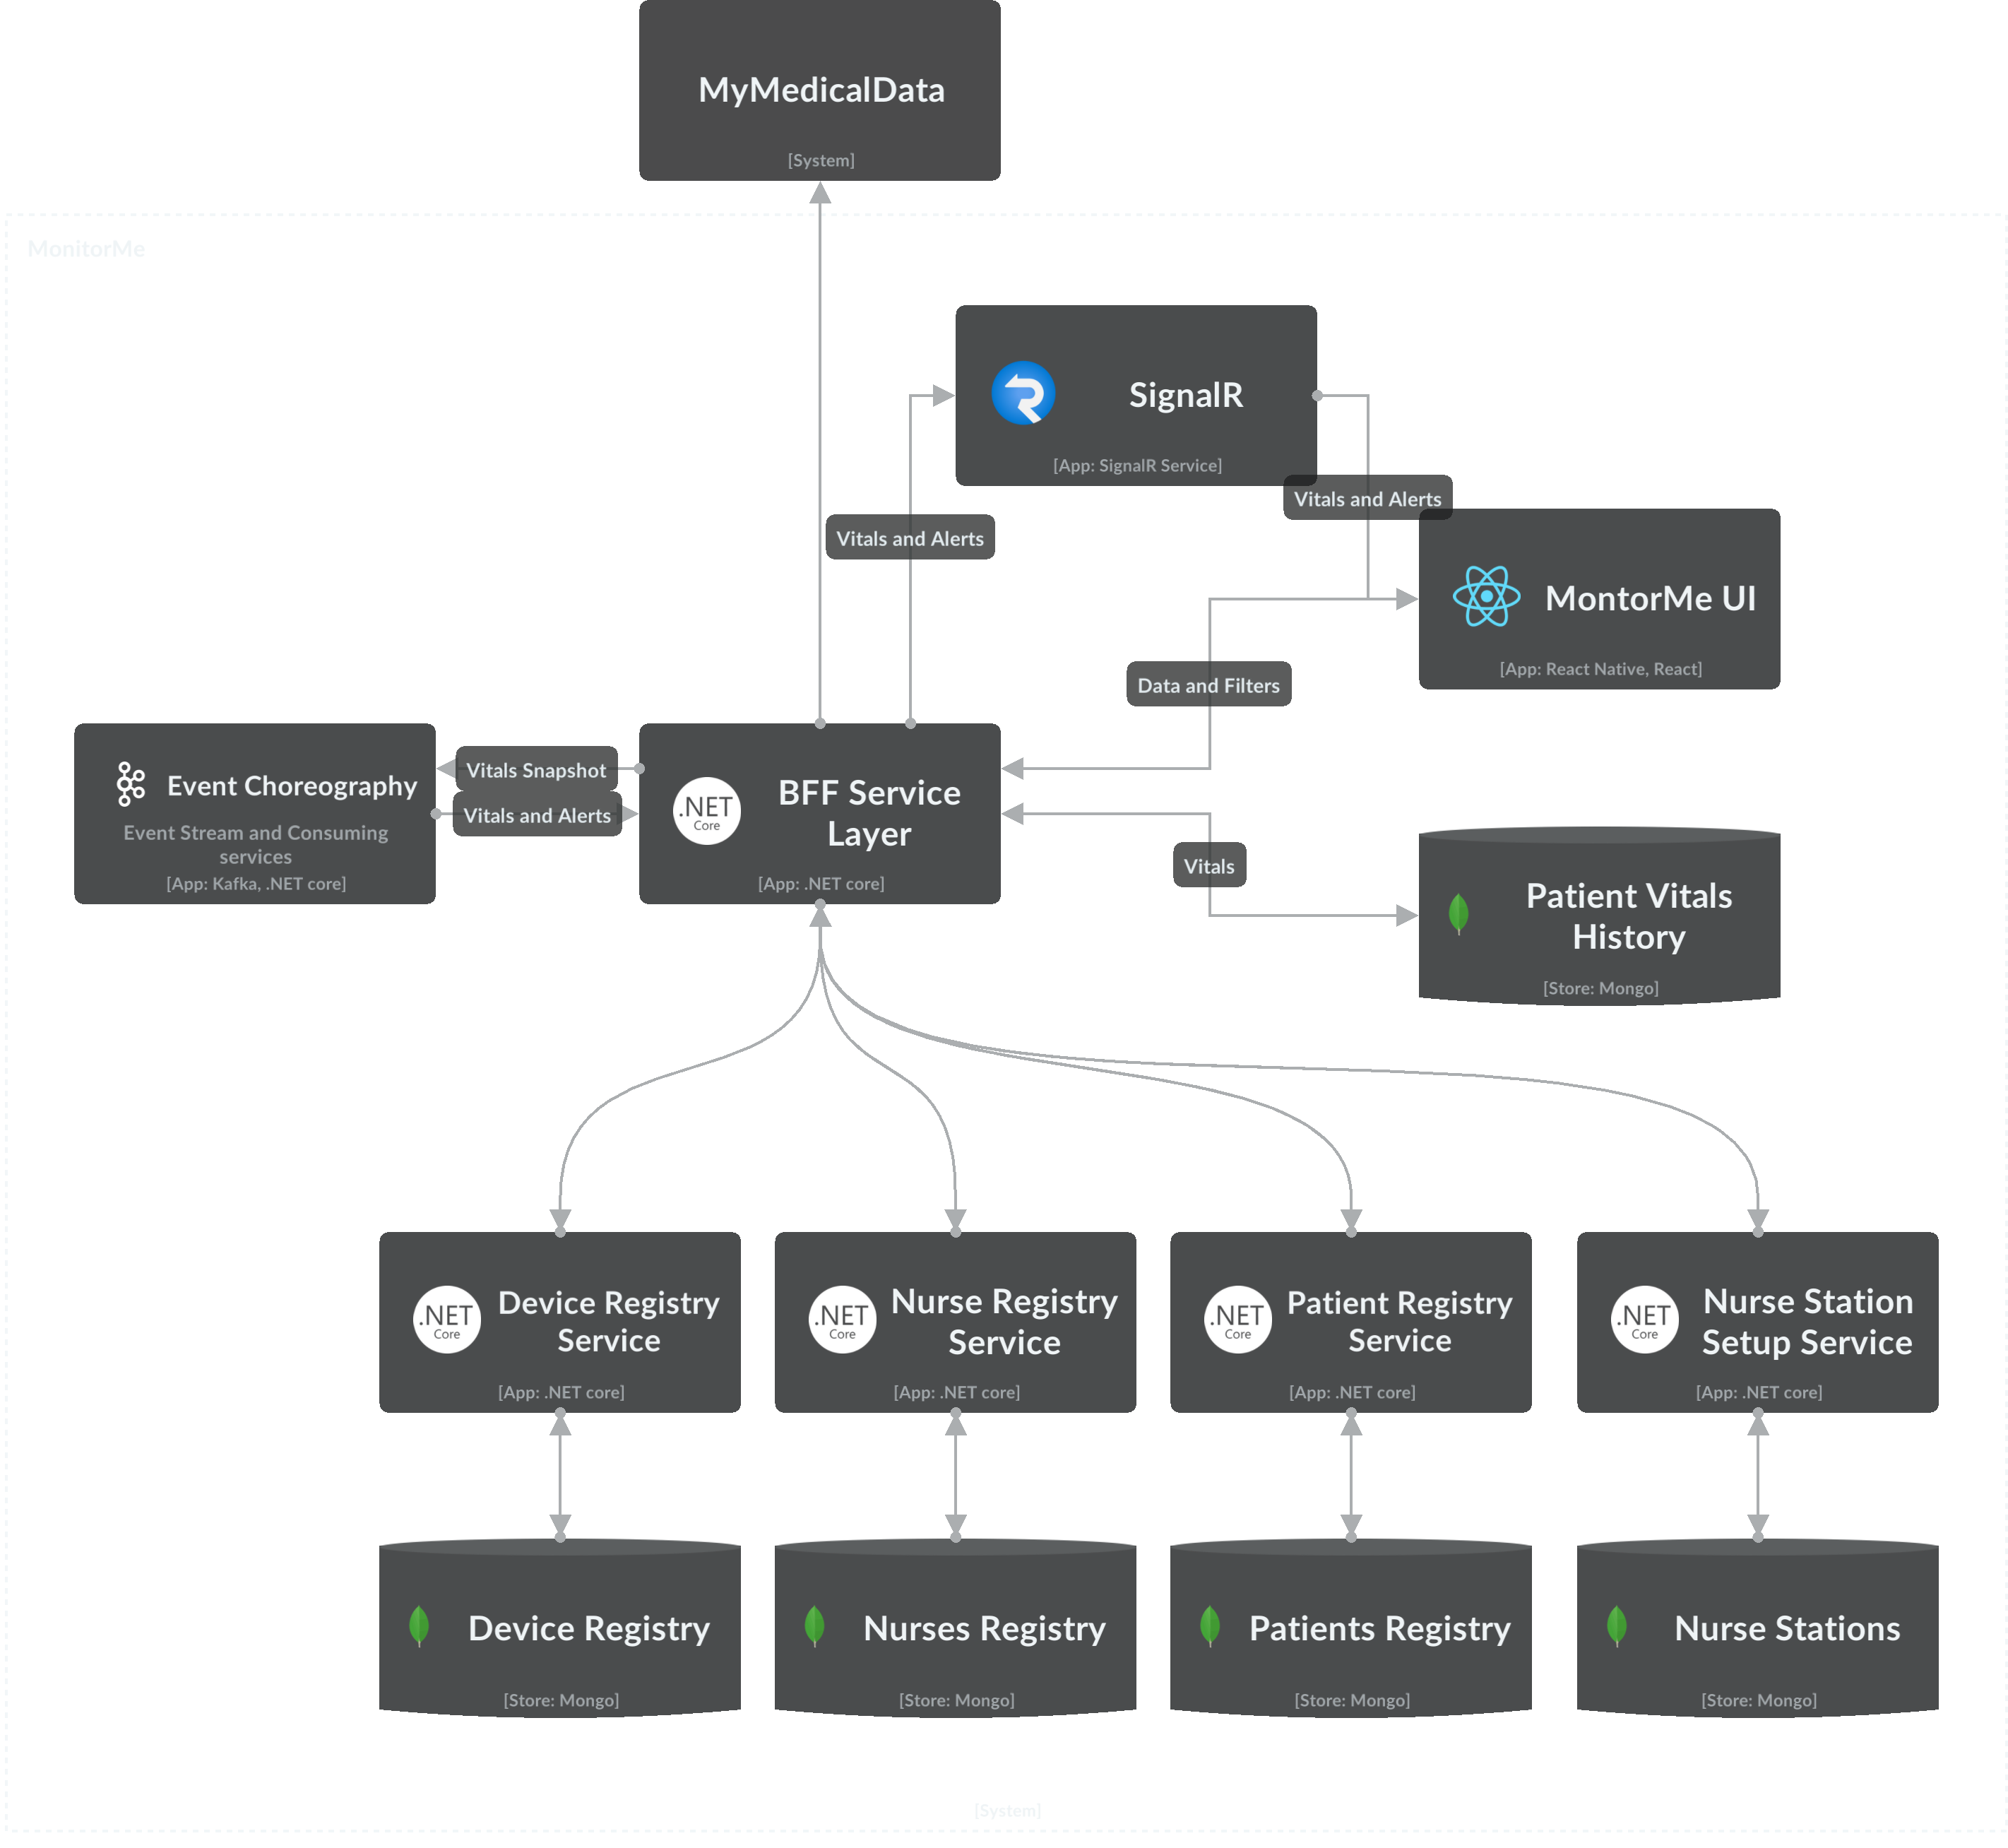 MyMedicalData
[System]
MonitorMe
SignalR
[App: SignalR Service]
Vitals and Alerts
Vitals and Alerts
MontorMe UI
[App: React Native, React]
Data and Filters
Event Choreography
Event Stream and Consuming
services
[App: Kafka, .NET core]
Vitals Snapshot
Vitals and Alerts
.NET
Core
BFF Service
Layer
[App: .NET core]
Vitals
Patient Vitals
History
[Store: Mongo]
.NET
Core
Device Registry
Service
[App: .NET core]
.NET
Core
Nurse Registry
Service
[App: .NET core]
.NET
Core
Patient Registry
Service
[App: .NET core]
.NET
Core
Nurse Station
Setup Service
[App: .NET core]
Device Registry
[Store: Mongo]
Nurses Registry
[Store: Mongo]
Patients Registry
[Store: Mongo]
Nurse Stations
[Store: Mongo]
[System]